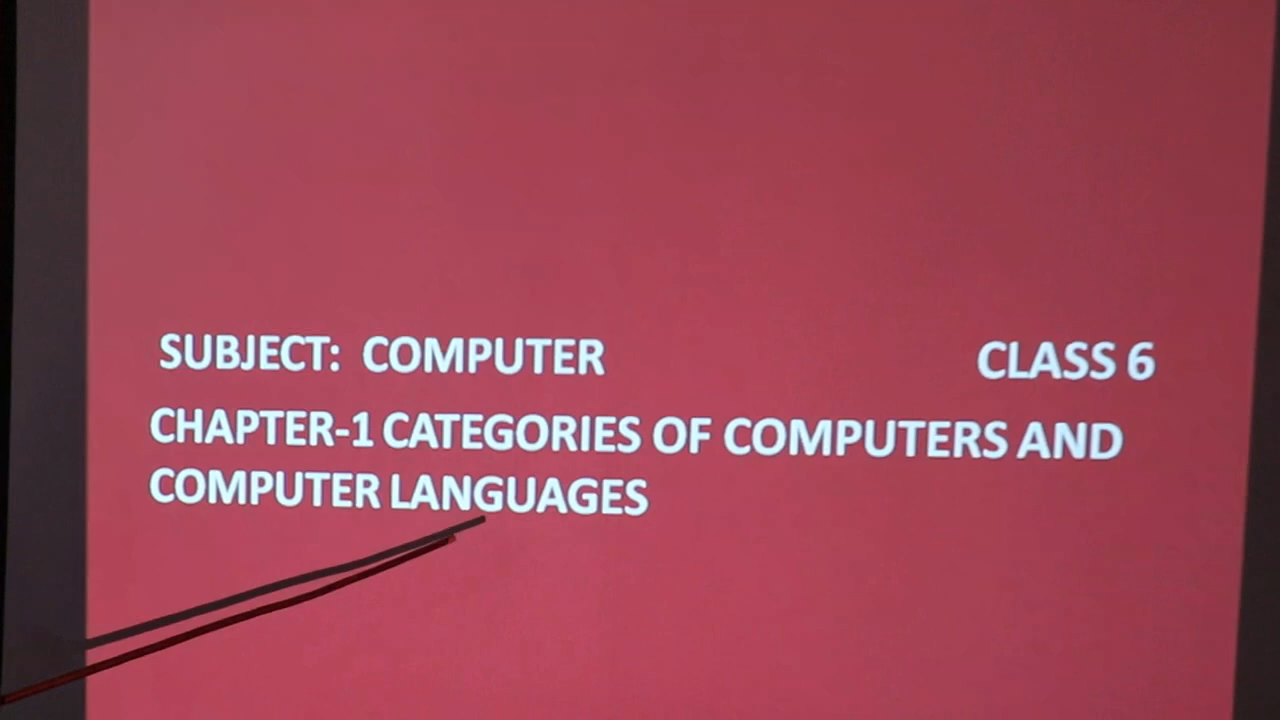 SUBJECT: COMPUTER CLASS 6
CHAPTER-1 CATEGORIES OF COMPUTERS AND
COMPUTER LANGUAGES